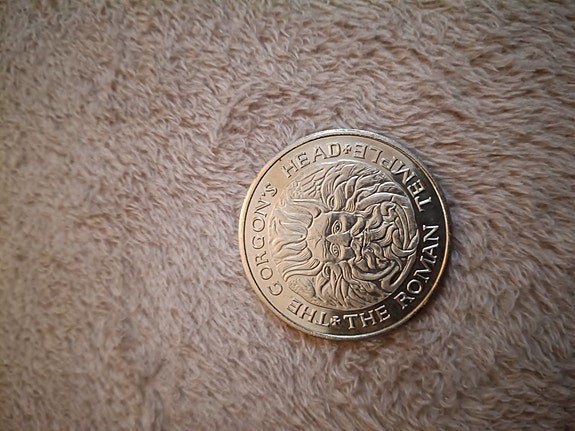 THE GORGON'S HEAD
THE ROMAN TEMPLE